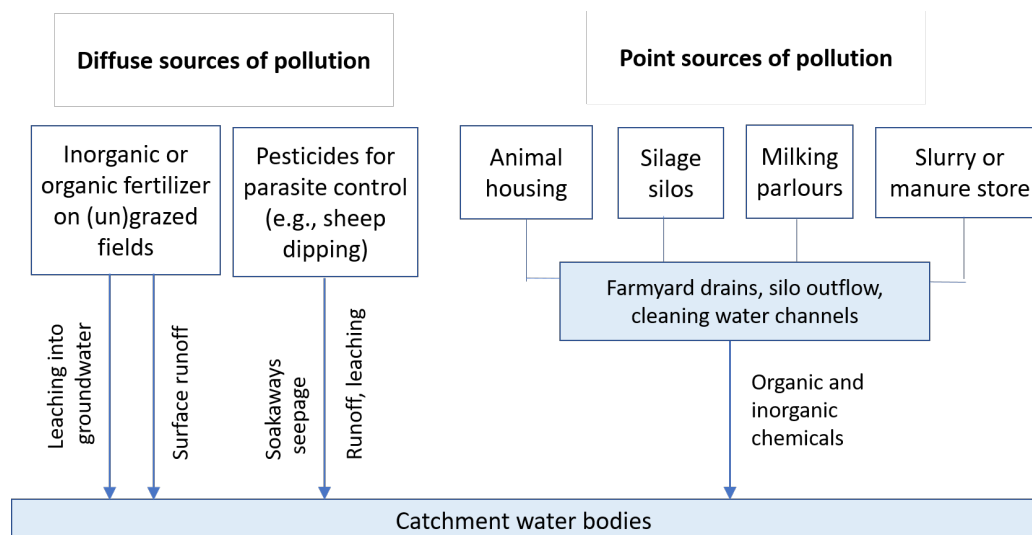 Diffuse sources of pollution
Point sources of pollution
Inorganic or
organic fertilizer
on (un)grazed
fields
Pesticides for
parasite control
(e.g., sheep
dipping)
Animal
housing
Silage
silos
Milking
parlours
Slurry or
manure store
Farmyard drains, silo outflow,
cleaning water channels
Leaching into
groundwater
Surface runoff
Soakaways
seepage
Runoff, leaching
Organic and
inorganic
chemicals
Catchment water bodies